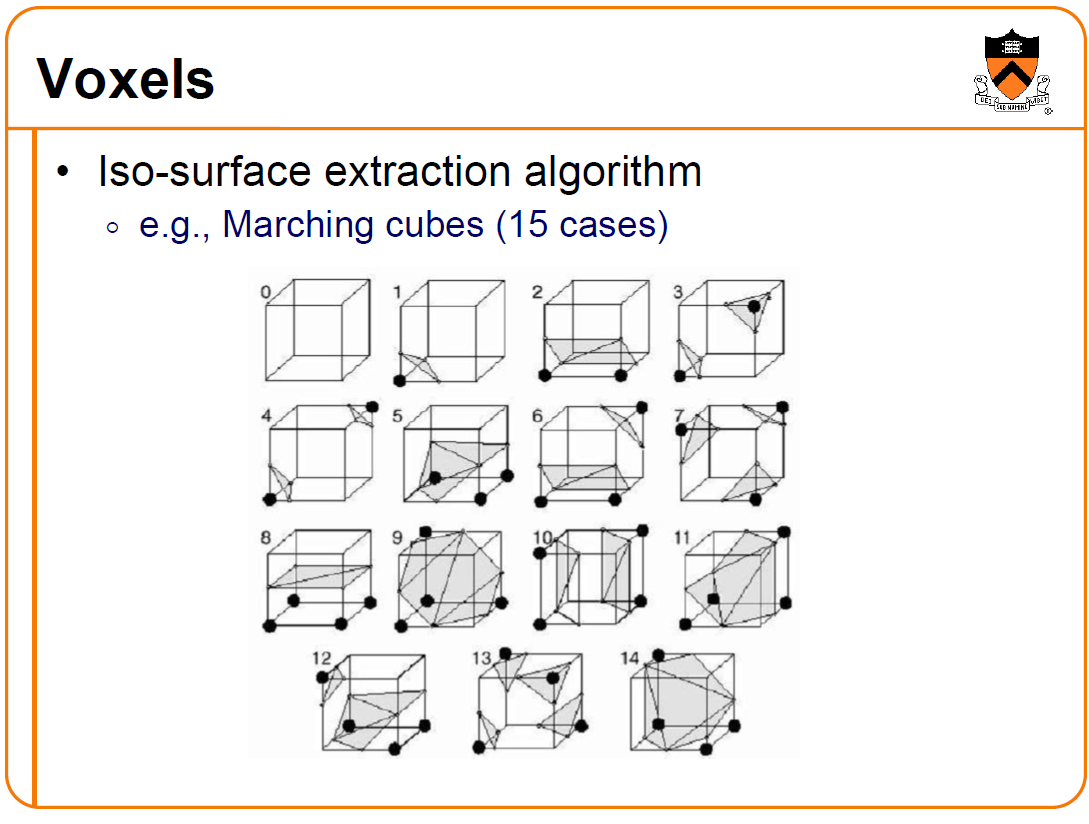 Voxels
• Iso-surface extraction algorithm
○ e.g., Marching cubes (15 cases)
0 1 2 3
4 5 6 7
8 9 10 11
12 13 14